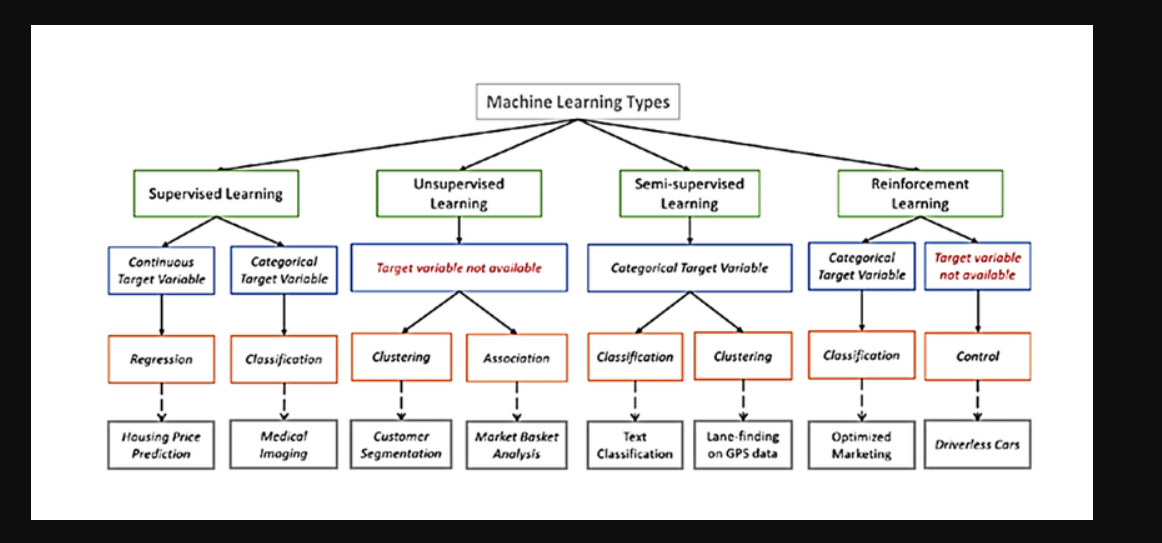 Machine Learning Types
Supervised Learning
Unsupervised
Learning
Semi-supervised
Learning
Reinforcement
Learning
Continuous
Target Variable
Categorical
Target Variable
Target variable not available
Categorical Target Variable
Categorical
Target Variable
Target variable
not available
Regression
Classification
Clustering
Association
Classification
Clustering
Classification
Control
Housing Price
Prediction
Medical
Imaging
Customer
Segmentation
Market Basket
Analysis
Text
Classification
Lane-finding
on GPS data
Optimized
Marketing
Driverless Cars